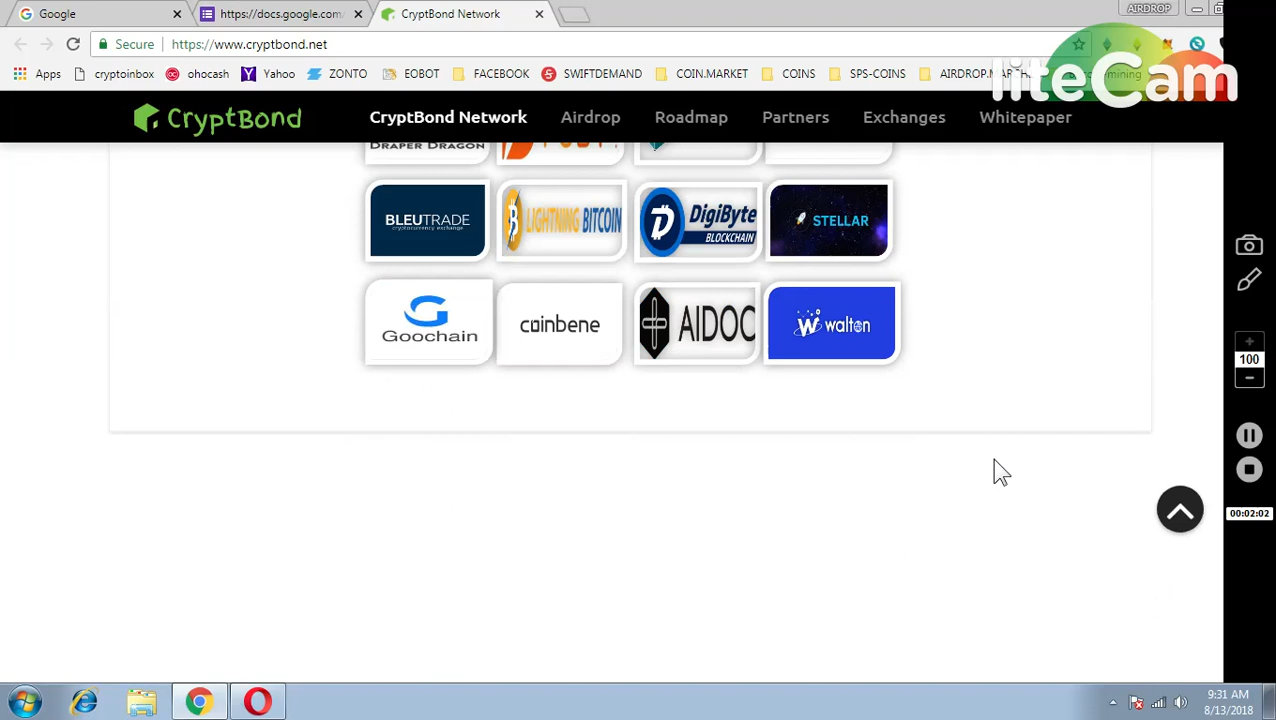 Google
https://docs.google.com
CryptBond Network
AIRDROP
Secure
https://www.cryptbond.net
Apps
cryptoinbox
ohocash
Yahoo
ZONTO
EOBOT
FACEBOOK
SWIFTDEMAND
COIN.MARKET
COINS
SPS-COINS
mining
liteCam
CryptBond
CryptBond Network
Airdrop
Roadmap
Partners
Exchanges
Whitepaper
DRAPER DRAGON
BLEUTRADE
cryptocurrency exchange
LIGHTNING BITCOIN
DigiByte
BLOCKCHAIN
STELLAR
Goochain
coinbene
AIDOC
walton
100
00:02:02
9:31 AM
8/13/2018